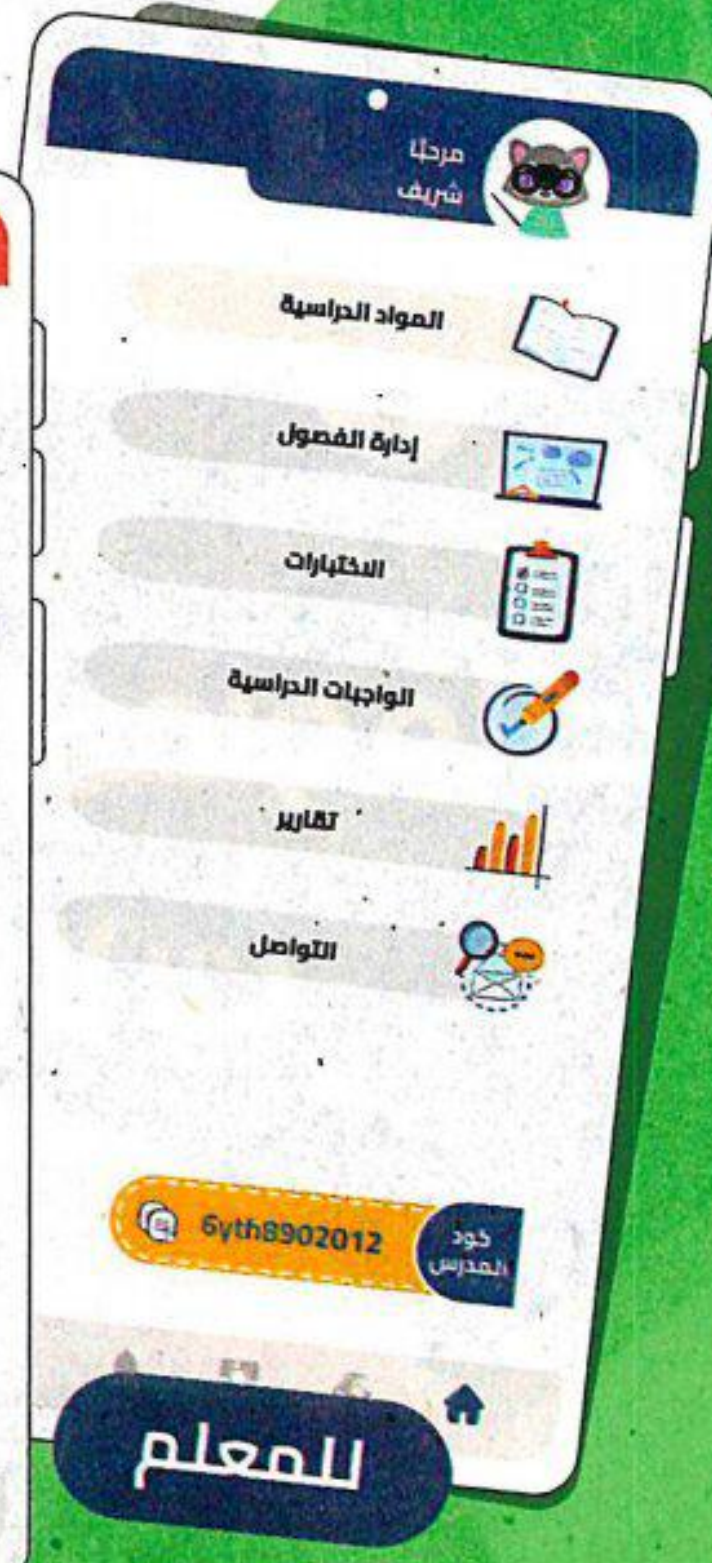 مرحبًا
شريف
المواد الدراسية
إدارة الفصول
الاختبارات
الواجبات الدراسية
تقارير
التواصل
كود
المدرس
6yth8902012
للمعلم